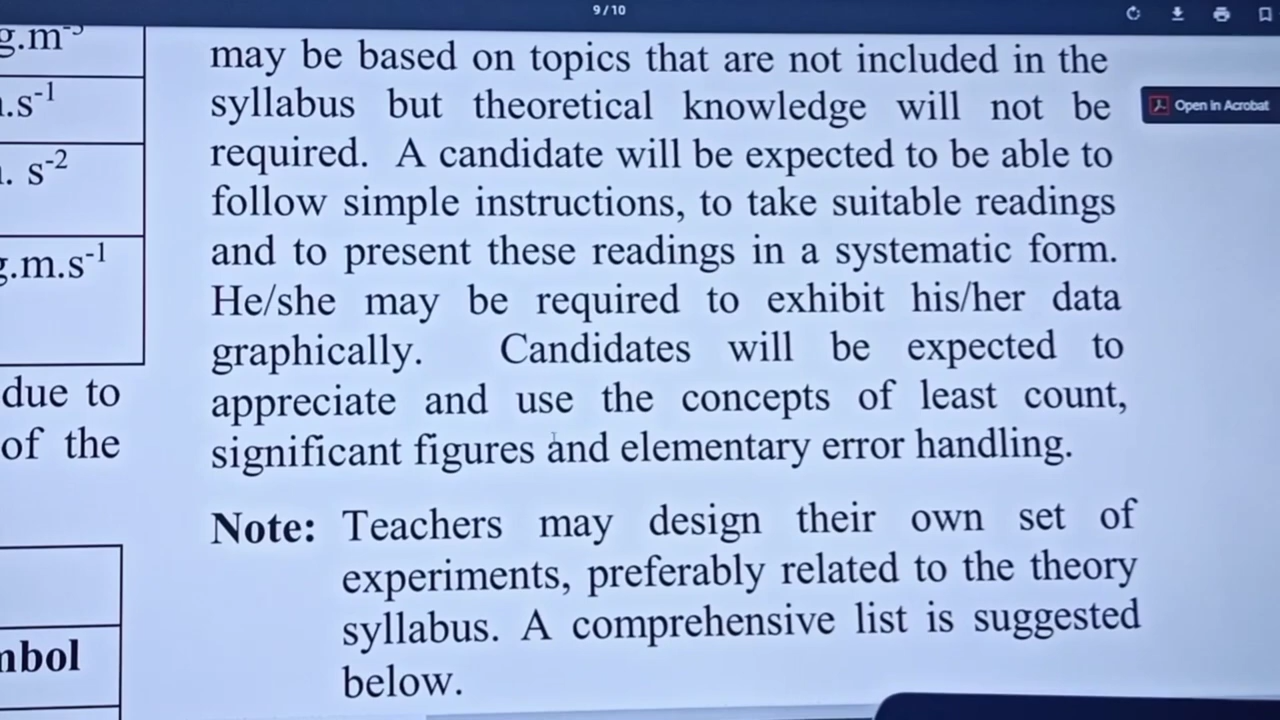 9 / 10
Open in Acrobat
g.m⁻³
.s⁻¹
. s⁻²
g.m.s⁻¹
due to
of the
mbol
may be based on topics that are not included in the
syllabus but theoretical knowledge will not be
required. A candidate will be expected to be able to
follow simple instructions, to take suitable readings
and to present these readings in a systematic form.
He/she may be required to exhibit his/her data
graphically. Candidates will be expected to
appreciate and use the concepts of least count,
significant figures and elementary error handling.
Note: Teachers may design their own set of
experiments, preferably related to the theory
syllabus. A comprehensive list is suggested
below.